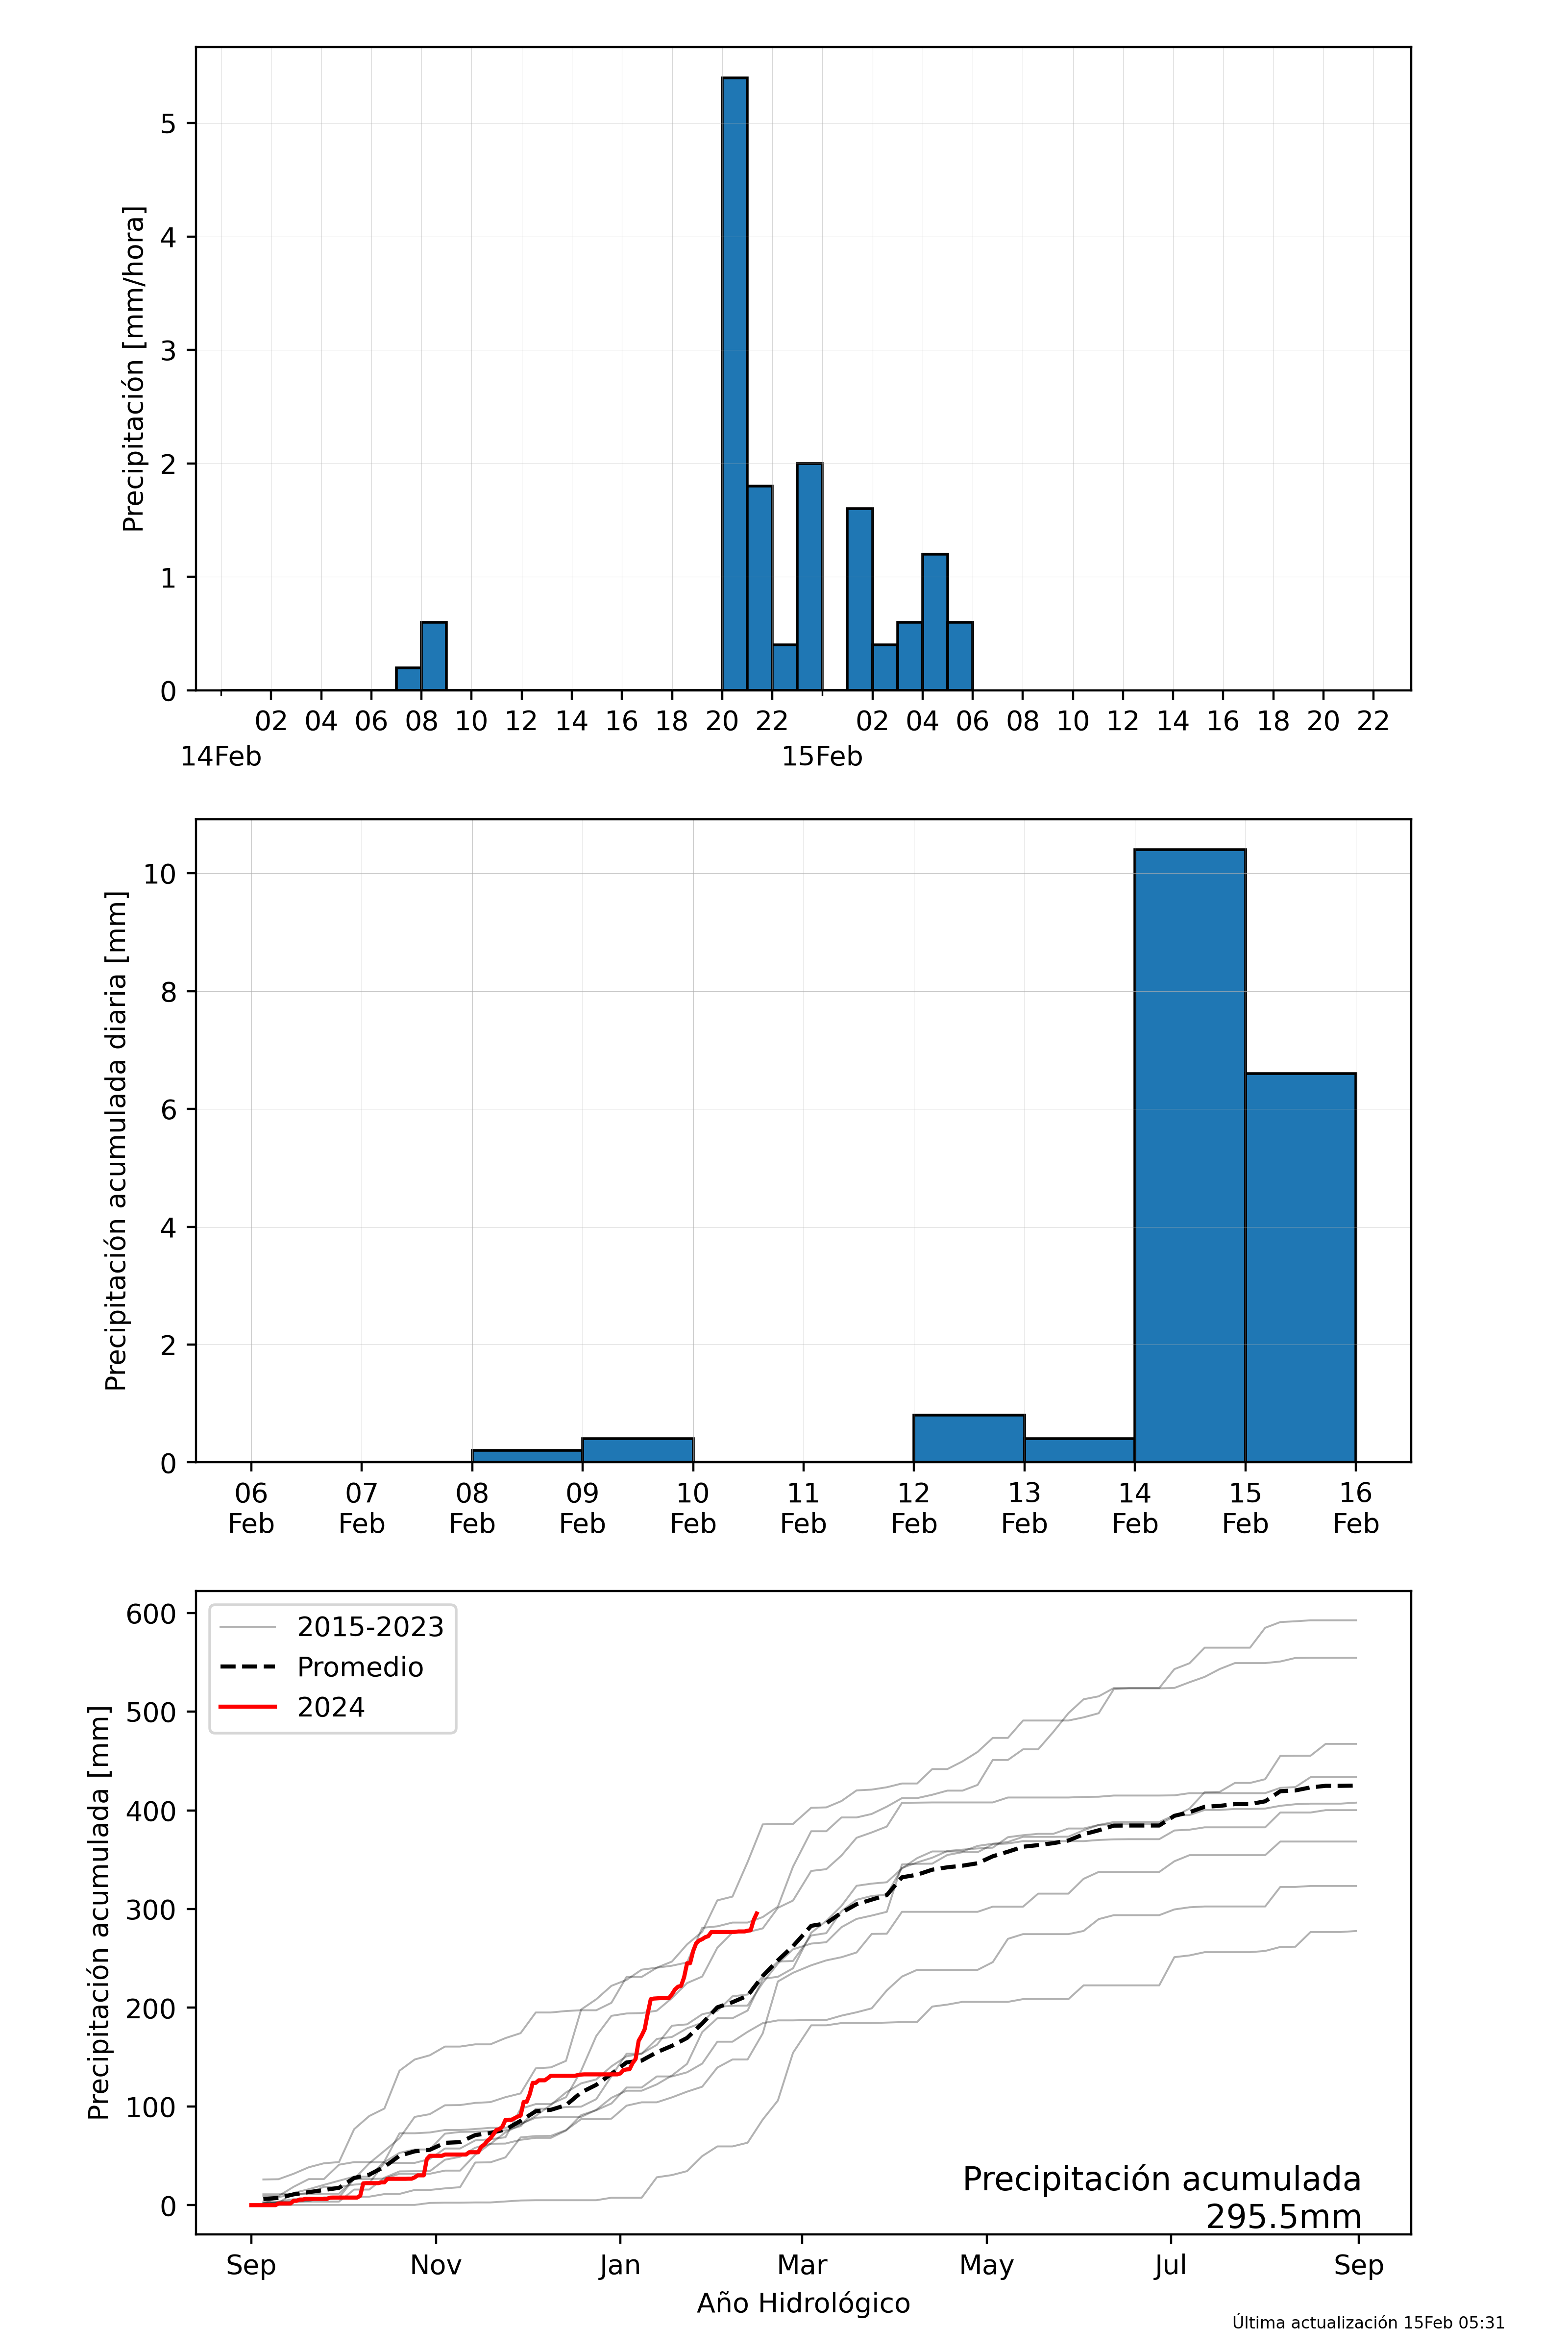 Precipitación [mm/hora]
5
4
3
2
1
0
02 04 06 08 10 12 14 16 18 20 22 02 04 06 08 10 12 14 16 18 20 22
14Feb 15Feb
Precipitación acumulada diaria [mm]
10
8
6
4
2
0
06 07 08 09 10 11 12 13 14 15 16
Feb Feb Feb Feb Feb Feb Feb Feb Feb Feb Feb
Precipitación acumulada [mm]
600
500
400
300
200
100
0
2015-2023
Promedio
2024
Precipitación acumulada
295.5mm
Sep Nov Jan Mar May Jul Sep
Año Hidrológico
Última actualización 15Feb 05:31